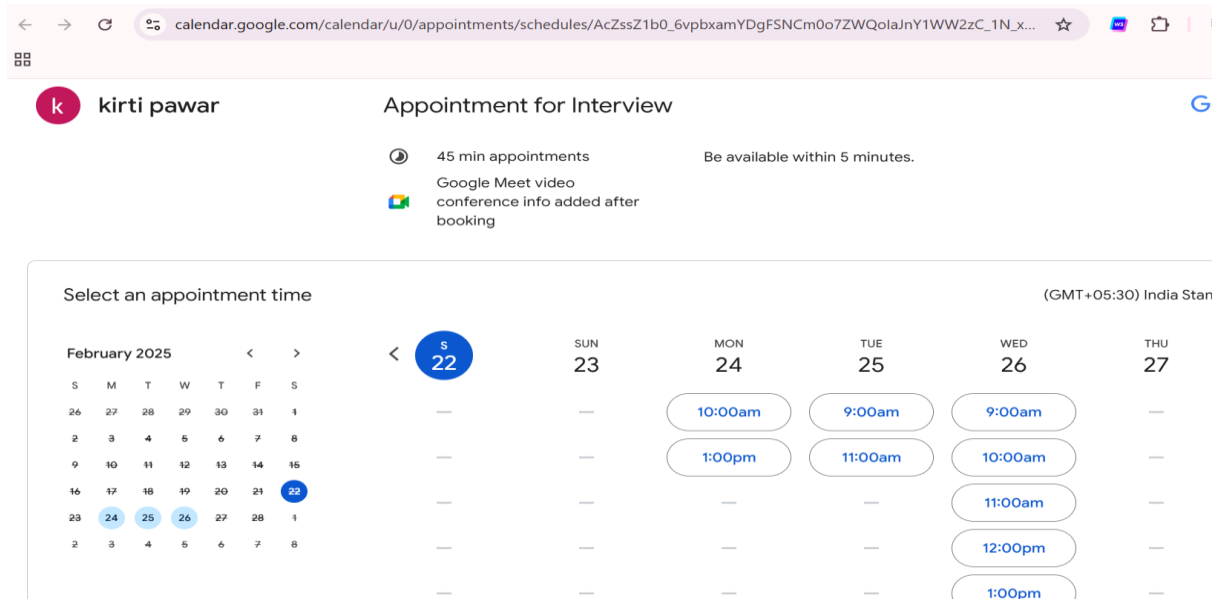 calendar.google.com/calendar/u/0/appointments/schedules/AcZssZ1b0_6vpbxamYDgFSNCm0o7ZWQoIaJnY1WW2zC_1N_x...
k
kirti pawar
Appointment for Interview
G
45 min appointments
Be available within 5 minutes.
Google Meet video
conference info added after
booking
Select an appointment time
(GMT+05:30) India Stan
February 2025
S M T W T F S
26 27 28 29 30 31 1
2 3 4 5 6 7 8
9 10 11 12 13 14 15
16 17 18 19 20 21 22
23 24 25 26 27 28 1
2 3 4 5 6 7 8
S SUN MON TUE WED THU
22 23 24 25 26 27
10:00am 9:00am 9:00am
1:00pm 11:00am 10:00am
11:00am
12:00pm
1:00pm